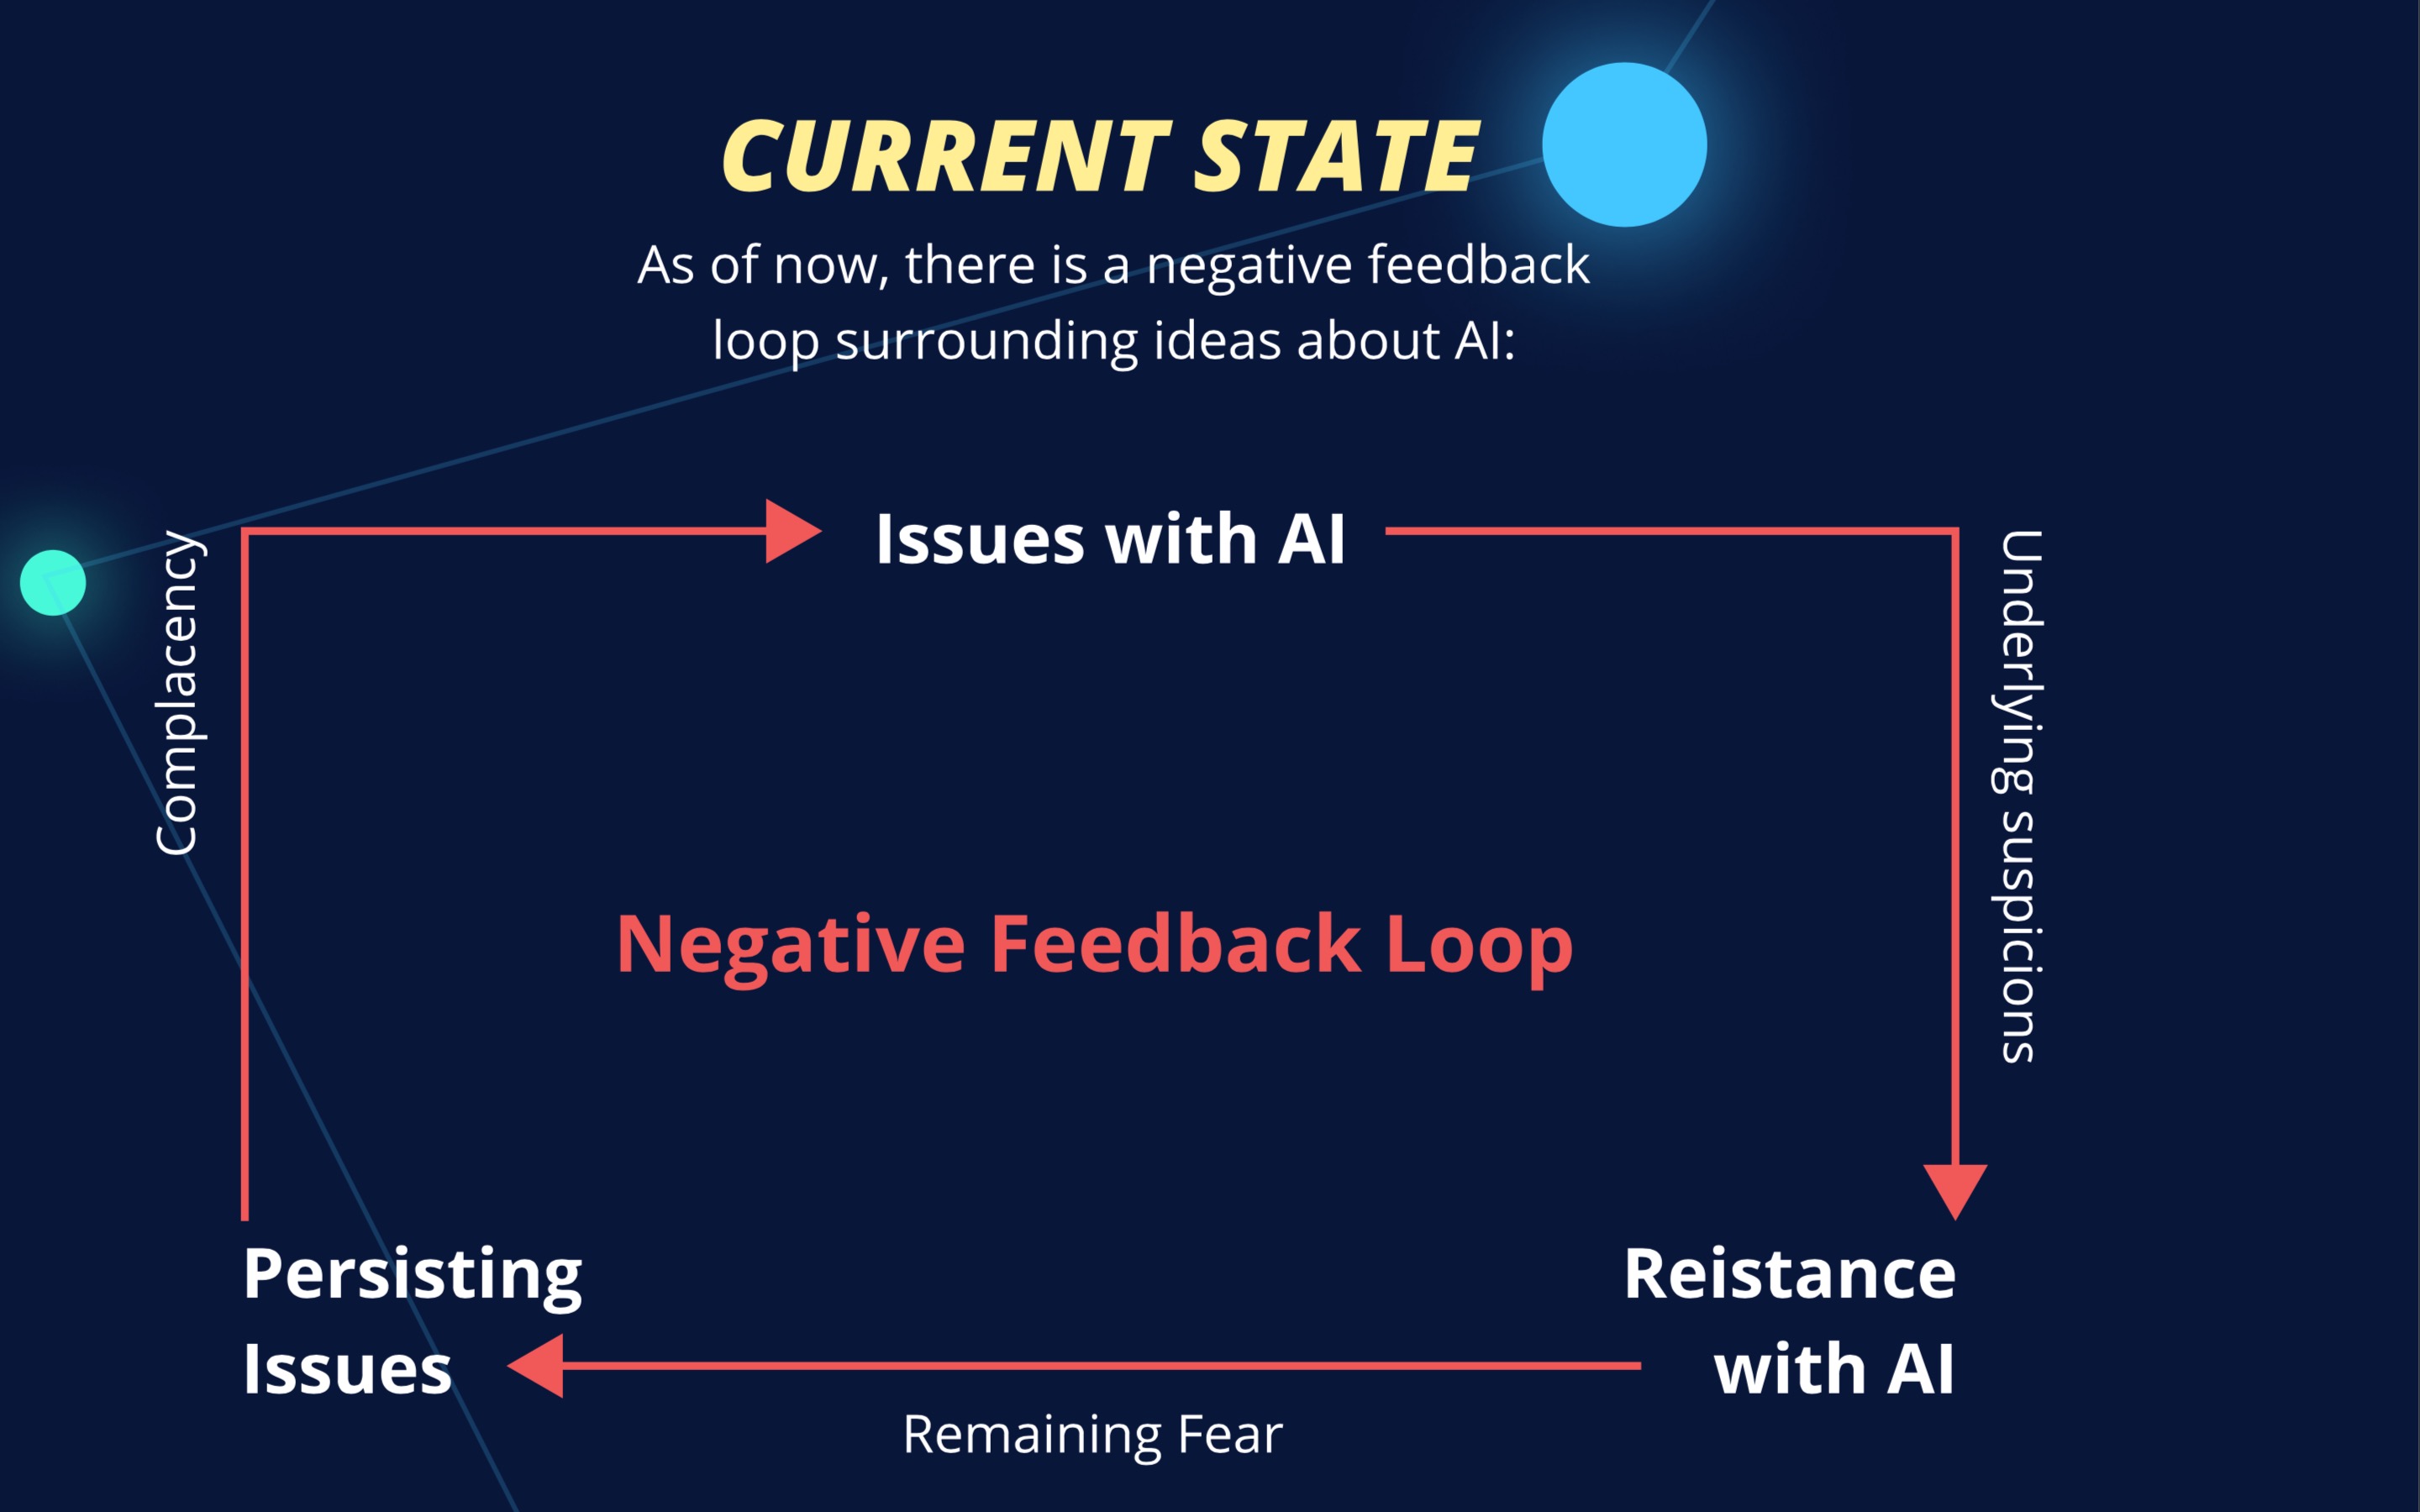 CURRENT STATE
As of now, there is a negative feedback
loop surrounding ideas about AI:
Issues with AI
Complacency
Underlying suspicions
Negative Feedback Loop
Persisting
Issues
Reistance
with AI
Remaining Fear